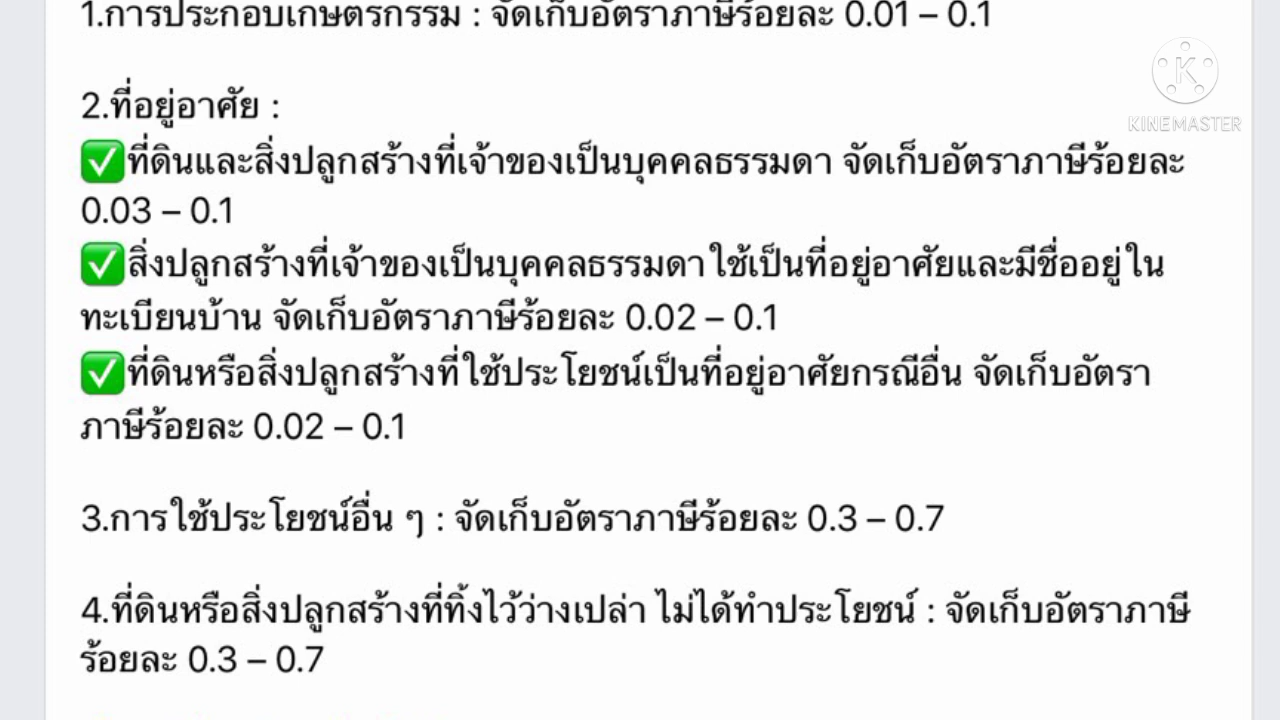 1.การประกอบเกษตรกรรม : จัดเก็บอัตราภาษีร้อยละ 0.01 – 0.1
2.ที่อยู่อาศัย :
✅ที่ดินและสิ่งปลูกสร้างที่เจ้าของเป็นบุคคลธรรมดา จัดเก็บอัตราภาษีร้อยละ
0.03 – 0.1
✅สิ่งปลูกสร้างที่เจ้าของเป็นบุคคลธรรมดาใช้เป็นที่อยู่อาศัยและมีชื่ออยู่ใน
ทะเบียนบ้าน จัดเก็บอัตราภาษีร้อยละ 0.02 – 0.1
✅ที่ดินหรือสิ่งปลูกสร้างที่ใช้ประโยชน์เป็นที่อยู่อาศัยกรณีอื่น จัดเก็บอัตรา
ภาษีร้อยละ 0.02 – 0.1
3.การใช้ประโยชน์อื่น ๆ : จัดเก็บอัตราภาษีร้อยละ 0.3 – 0.7
4.ที่ดินหรือสิ่งปลูกสร้างที่ทิ้งไว้ว่างเปล่า ไม่ได้ทำประโยชน์ : จัดเก็บอัตราภาษี
ร้อยละ 0.3 – 0.7
K
KINEMASTER